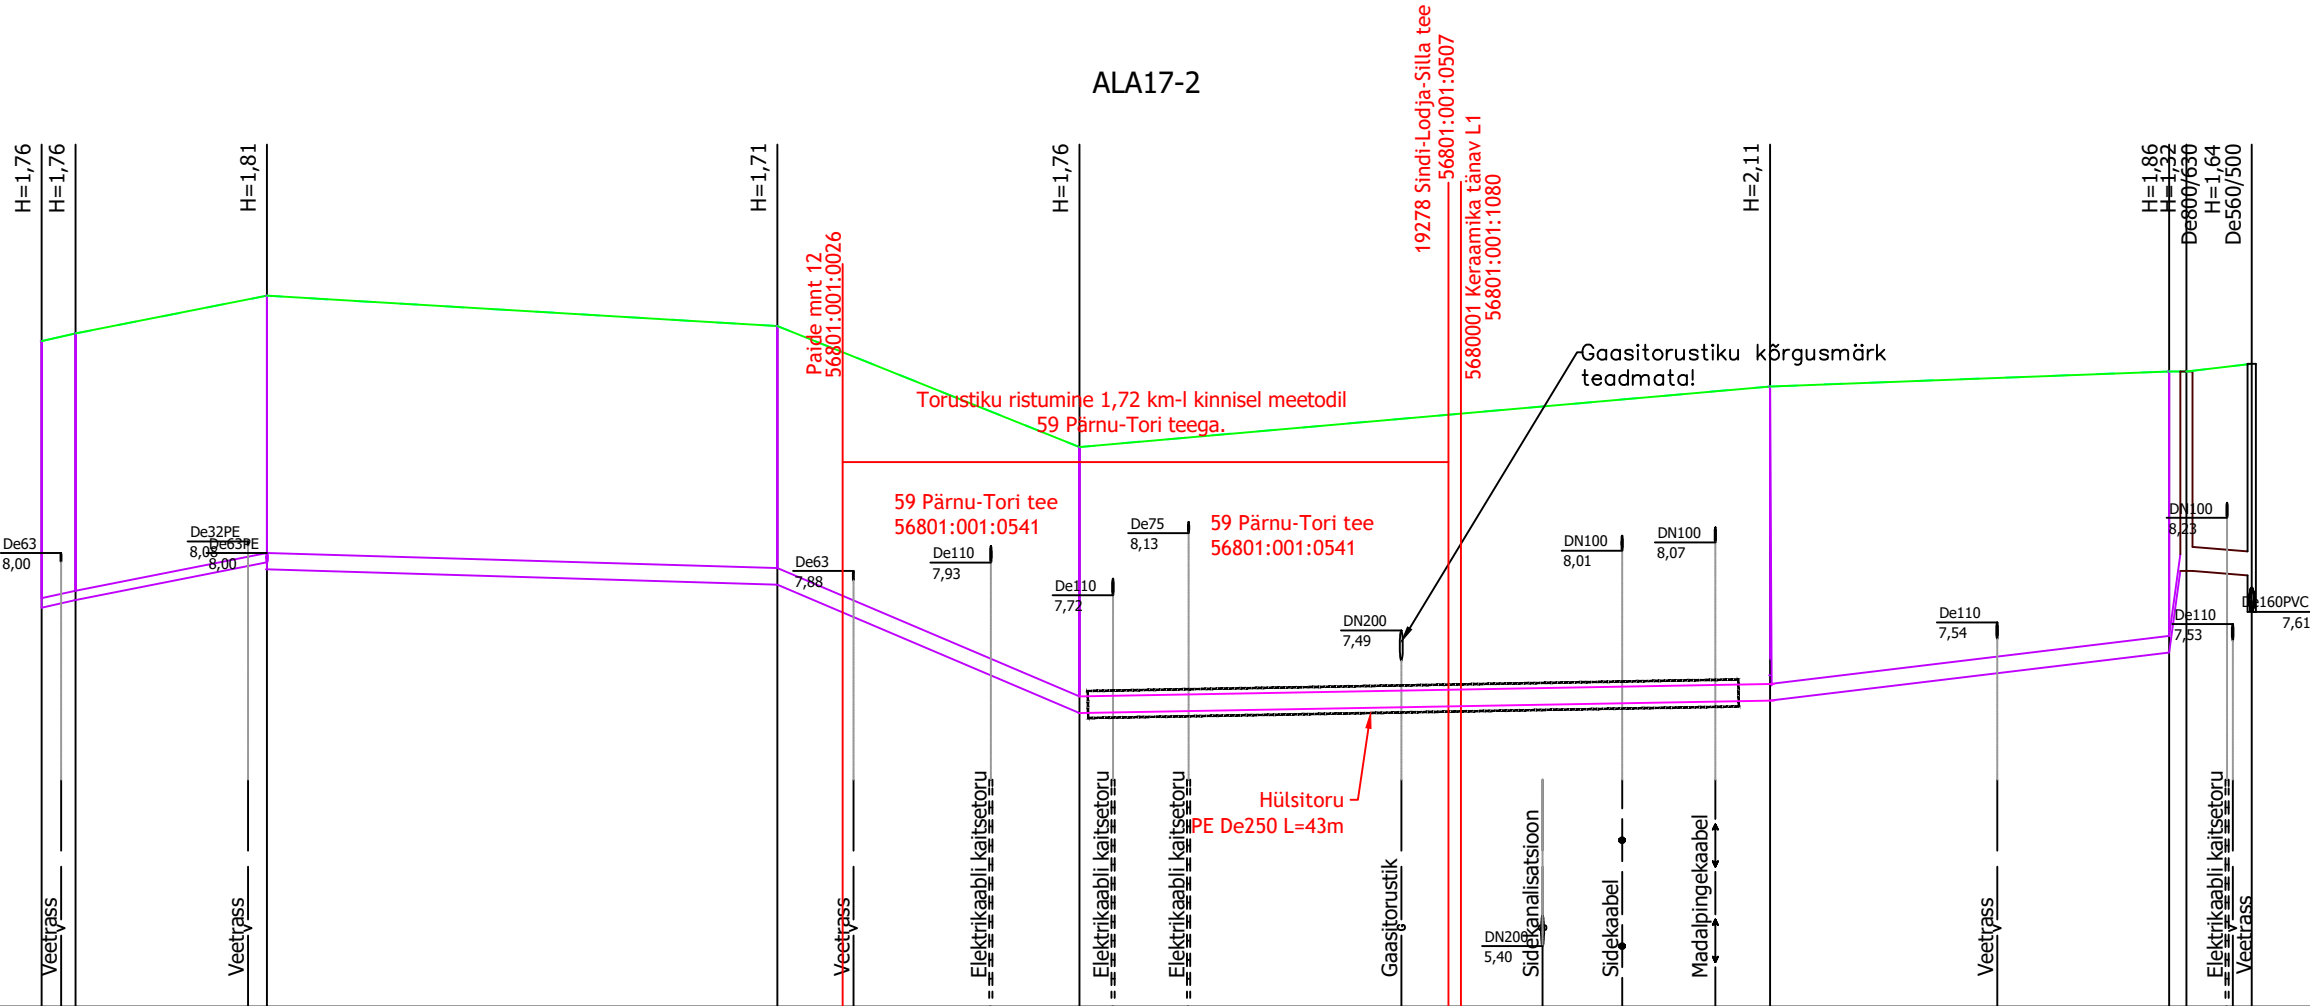 ALA17-2
H=1,76
H=1,76
H=1,81
H=1,71
H=1,76
19278 Sindi-Lodja-Silla tee
56801:001:0507
5680001 Keraamika tänav L1
56801:001:1080
H=2,11
H=1,86
H=1,32
De800/630
H=1,64
De560/500
Paide mnt 12
56801:001:0026
Gaasitorustiku kõrgusmärk
teadmata!
Torustiku ristumine 1,72 km-l kinnisel meetodil
59 Pärnu-Tori teega.
59 Pärnu-Tori tee
56801:001:0541
59 Pärnu-Tori tee
56801:001:0541
De63
8,00
De32PE
8,08
De63PE
8,00
De63
7,88
De110
7,93
De110
7,72
De75
8,13
DN200
7,49
DN100
8,01
DN100
8,07
De110
7,54
DN100
8,23
De110
7,53
De160PVC
7,61
Hülsitoru
PE De250 L=43m
DN200
5,40
Veetrass
Veetrass
Veetrass
Elektrikaabli kaitsetoru
Elektrikaabli kaitsetoru
Elektrikaabli kaitsetoru
Gaasitorustik
Sidekanalisatsioon
Sidekaabel
Madalpingekaabel
Veetrass
Elektrikaabli kaitsetoru
Veetrass